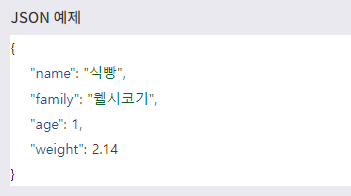 JSON 예제
{
"name": "식빵",
"family": "웰시코기",
"age": 1,
"weight": 2.14
}